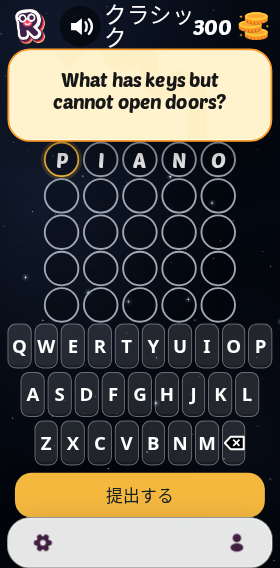 クラシッ
ク
300
What has keys but
cannot open doors?
P I A N O
Q W E R T Y U I O P
A S D F G H J K L
Z X C V B N M
提出する